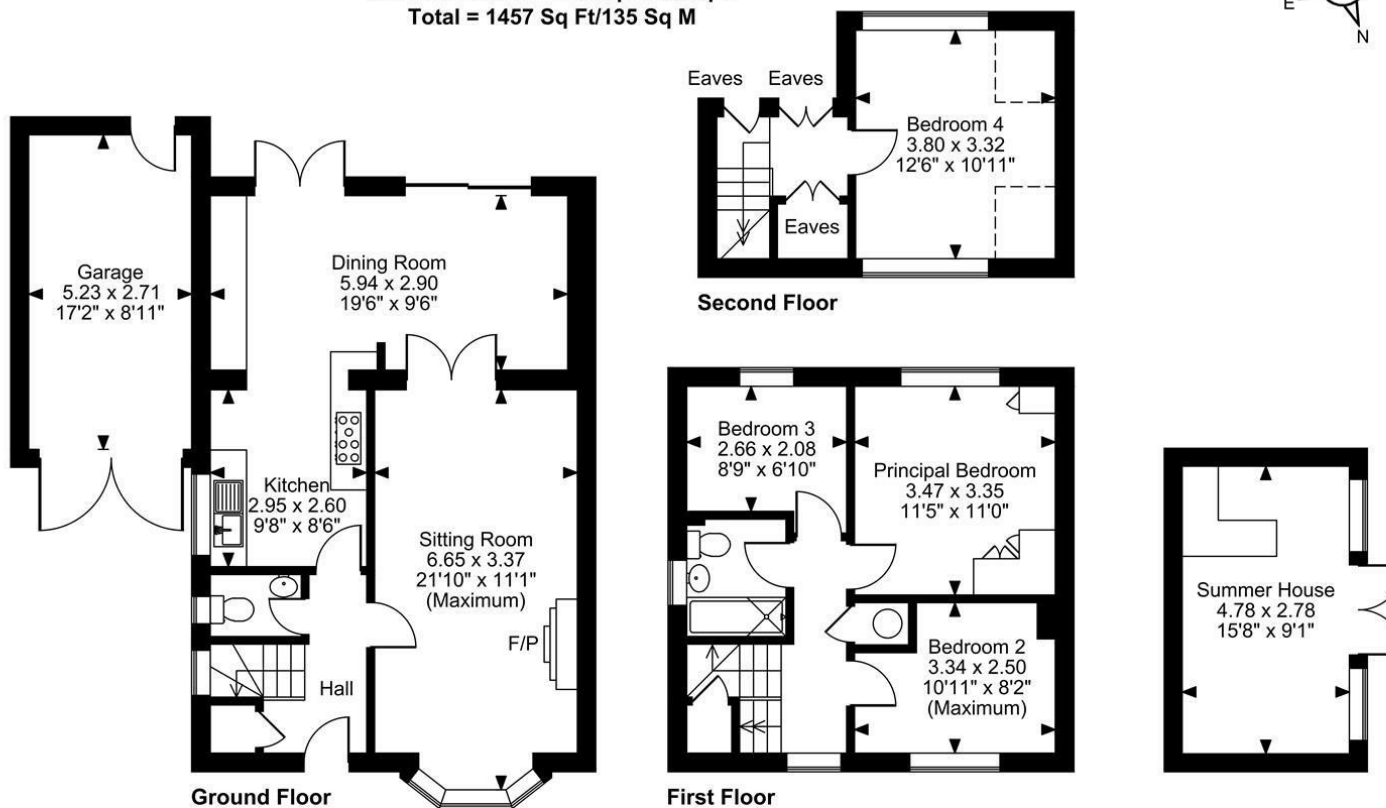 Total = 1457 Sq Ft/135 Sq M
E
N
Eaves
Eaves
Bedroom 4
3.80 x 3.32
12'6" x 10'11"
Eaves
Second Floor
Garage
5.23 x 2.71
17'2" x 8'11"
Dining Room
5.94 x 2.90
19'6" x 9'6"
Kitchen
2.95 x 2.60
9'8" x 8'6"
Sitting Room
6.65 x 3.37
21'10" x 11'1"
(Maximum)
F/P
Hall
Ground Floor
Bedroom 3
2.66 x 2.08
8'9" x 6'10"
Principal Bedroom
3.47 x 3.35
11'5" x 11'0"
Bedroom 2
3.34 x 2.50
10'11" x 8'2"
(Maximum)
First Floor
Summer House
4.78 x 2.78
15'8" x 9'1"